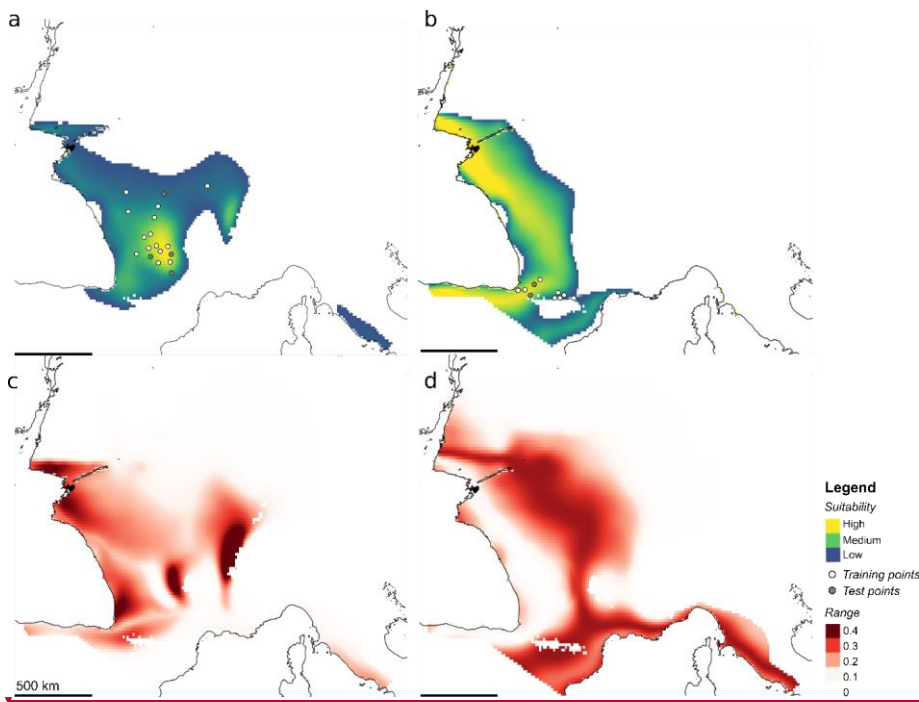 a
b
c
d
500 km
Legend
Suitability
High
Medium
Low
Training points
Test points
Range
0.4
0.3
0.2
0.1
0